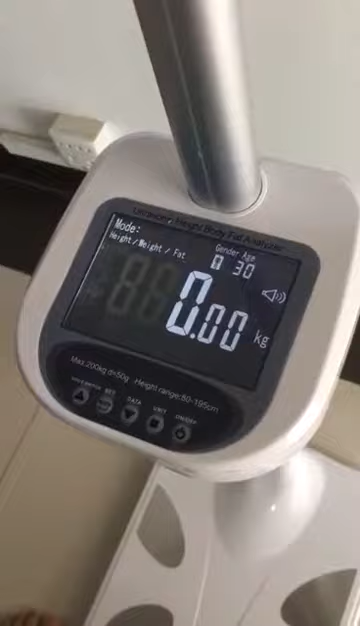 Ultrasonic Height Body Fat Analyzer
Mode:
Height/Weight / Fat
Gender Age
30
0.00 kg
Max:200kg d=50g Height range:80-195cm
SET DATA UNIT ON/OFF